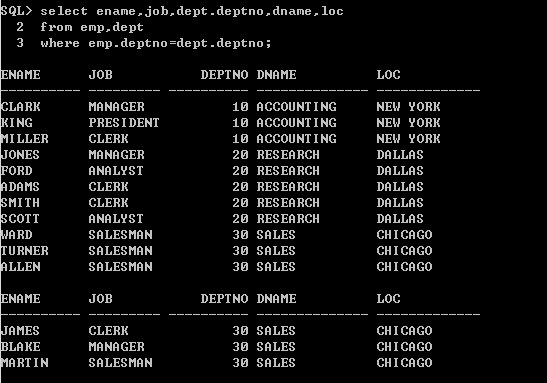 SQL> select ename,job,dept.deptno,dname,loc
  2  from emp,dept
  3  where emp.deptno=dept.deptno;
ENAME      JOB           DEPTNO DNAME          LOC
---------- --------- ---------- -------------- -------------
CLARK      MANAGER           10 ACCOUNTING     NEW YORK
KING       PRESIDENT         10 ACCOUNTING     NEW YORK
MILLER     CLERK             10 ACCOUNTING     NEW YORK
JONES      MANAGER           20 RESEARCH       DALLAS
FORD       ANALYST           20 RESEARCH       DALLAS
ADAMS      CLERK             20 RESEARCH       DALLAS
SMITH      CLERK             20 RESEARCH       DALLAS
SCOTT      ANALYST           20 RESEARCH       DALLAS
WARD       SALESMAN          30 SALES          CHICAGO
TURNER     SALESMAN          30 SALES          CHICAGO
ALLEN      SALESMAN          30 SALES          CHICAGO
ENAME      JOB           DEPTNO DNAME          LOC
---------- --------- ---------- -------------- -------------
JAMES      CLERK             30 SALES          CHICAGO
BLAKE      MANAGER           30 SALES          CHICAGO
MARTIN     SALESMAN          30 SALES          CHICAGO